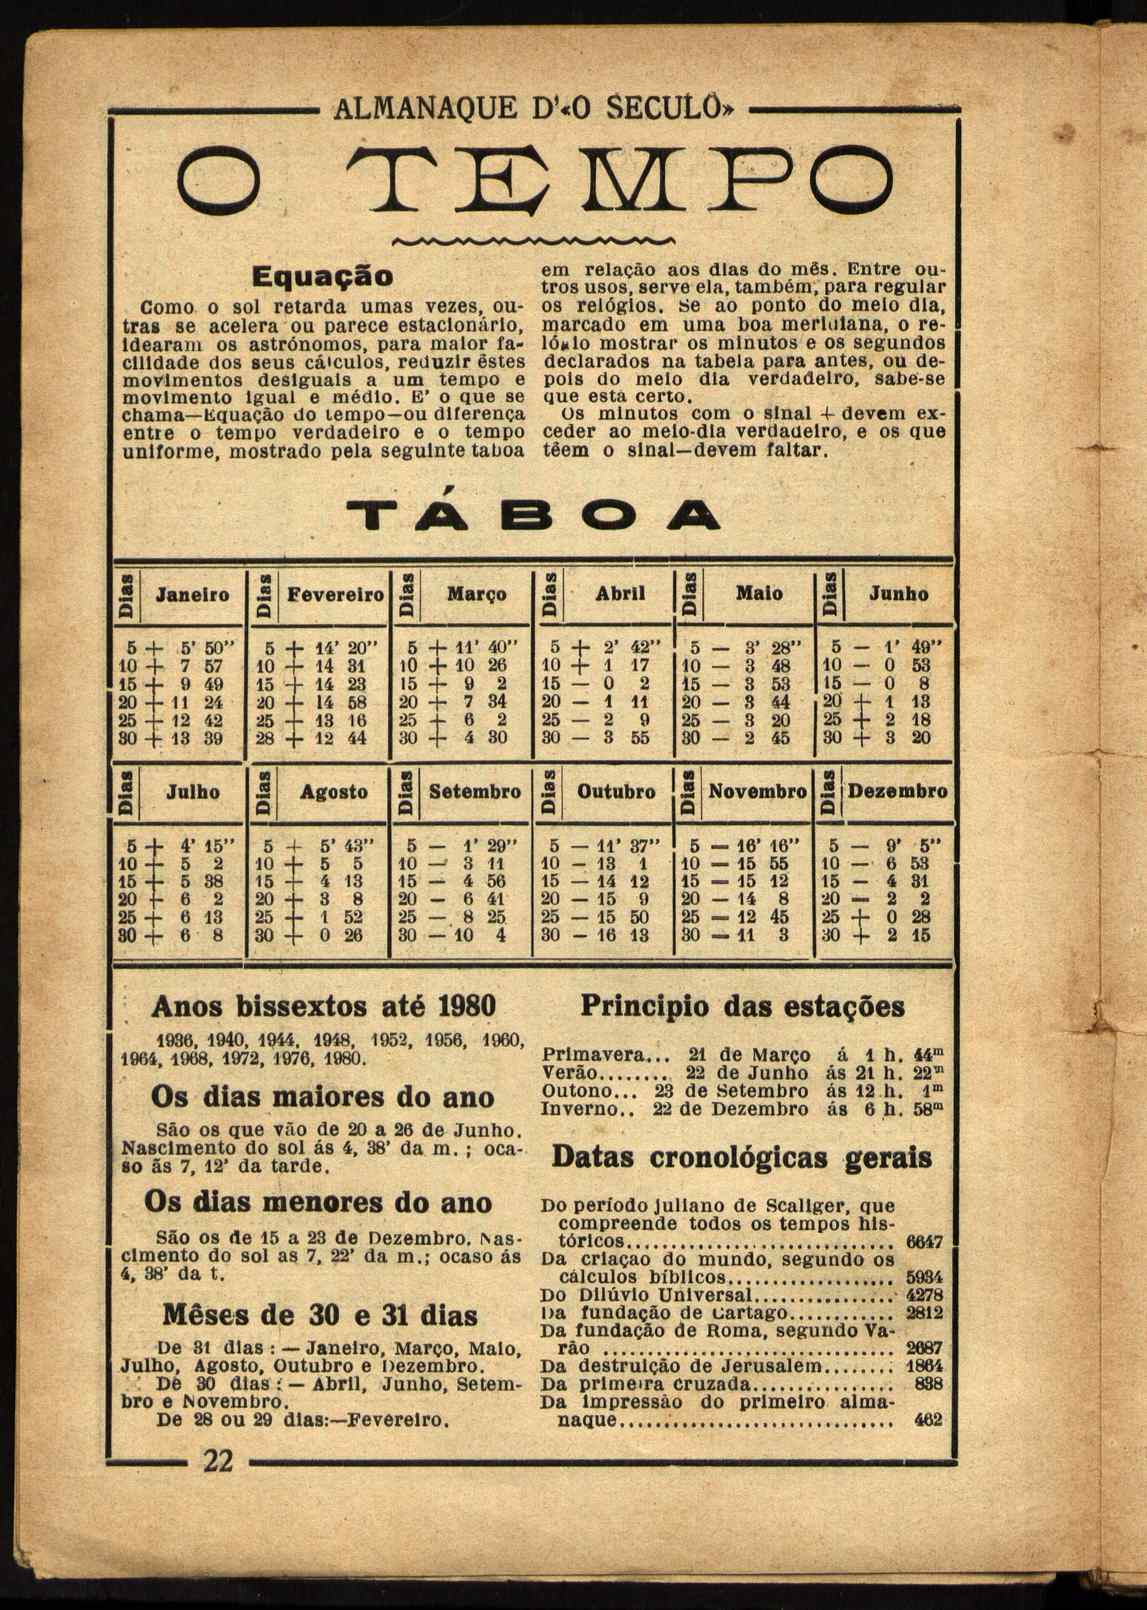 ALMANAQUE D'«O SECULO»
O TEMPO
Equação
Como o sol retarda umas vezes, ou-
tras se acelera ou parece estacionário,
idearam os astrónomos, para maior fa-
cilidade dos seus cálculos, reduzir êstes
movimentos desiguais a um tempo e
movimento igual e médio. E' o que se
chama—Equação do tempo—ou diferença
entre o tempo verdadeiro e o tempo
uniforme, mostrado pela seguinte taboa
em relação aos dias do mês. Entre ou-
tros usos, serve ela, também, para regular
os relógios. Se ao ponto do meio dia,
marcado em uma boa meridiana, o re-
lógio mostrar os minutos e os segundos
declarados na tabela para antes, ou de-
pois do meio dia verdadeiro, sabe-se
que esta certo.
Os minutos com o sinal + devem ex-
ceder ao meio-dia verdadeiro, e os que
têem o sinal—devem faltar.
TÁBOA
Dias Janeiro Dias Fevereiro Dias Março Dias Abril Dias Maio Dias Junho
5 + 5' 50'' 5 + 14' 20'' 5 + 11' 40'' 5 + 2' 42'' 5 — 3' 28'' 5 — 1' 49''
10 + 7 57 10 + 14 31 10 + 10 26 10 + 1 17 10 — 3 48 10 — 0 53
15 + 9 49 15 + 14 23 15 + 9 2 15 — 0 2 15 — 3 53 15 — 0 8
20 + 11 24 20 + 14 58 20 + 7 34 20 — 1 11 20 — 3 44 20 + 1 13
25 + 12 42 25 + 13 16 25 + 6 2 25 — 2 9 25 — 3 20 25 + 2 18
30 + 13 39 28 + 12 44 30 + 4 30 30 — 3 55 30 — 2 45 30 + 3 20
Dias Julho Dias Agosto Dias Setembro Dias Outubro Dias Novembro Dias Dezembro
5 + 4' 15'' 5 + 5' 43'' 5 — 1' 29'' 5 — 11' 37'' 5 — 16' 16'' 5 — 9' 5''
10 + 5 2 10 + 5 5 10 — 3 11 10 — 13 1 10 — 15 55 10 — 6 53
15 + 5 38 15 + 4 13 15 — 4 56 15 — 14 12 15 — 15 12 15 — 4 31
20 + 6 2 20 + 3 8 20 — 6 41 20 — 15 9 20 — 14 8 20 — 2 2
25 + 6 13 25 + 1 52 25 — 8 25 25 — 15 50 25 — 12 45 25 + 0 28
30 + 6 8 30 + 0 26 30 — 10 4 30 — 16 13 30 — 11 3 30 + 2 15
Anos bissextos até 1980
1936, 1940, 1944, 1948, 1952, 1956, 1960,
1964, 1968, 1972, 1976, 1980.
Os dias maiores do ano
São os que vão de 20 a 26 de Junho.
Nascimento do sol ás 4, 38' da m. ; oca-
so ás 7, 12' da tarde.
Os dias menores do ano
São os de 15 a 23 de Dezembro. Nas-
cimento do sol as 7, 22' da m.; ocaso ás
4, 38' da t.
Mêses de 30 e 31 dias
De 31 dias : — Janeiro, Março, Maio,
Julho, Agosto, Outubro e Dezembro.
De 30 dias : — Abril, Junho, Setem-
bro e Novembro.
De 28 ou 29 dias:—Fevereiro.
Principio das estações
Primavera... 21 de Março á 1 h. 44m
Verão........ 22 de Junho ás 21 h. 22m
Outono... 23 de Setembro ás 12 h. 1m
Inverno.. 22 de Dezembro ás 6 h. 58m
Datas cronológicas gerais
Do período juliano de Scaliger, que
compreende todos os tempos his-
tóricos.............................. 6647
Da criaçao do mundo, segundo os
cálculos bíblicos................... 5934
Do Dilúvio Universal................ 4278
Da fundação de Cartago............ 2812
Da fundação de Roma, segundo Va-
rão ................................ 2687
Da destruição de Jerusalém........ 1864
Da primeira cruzada................ 838
Da impressão do primeiro alma-
naque............................... 462
22